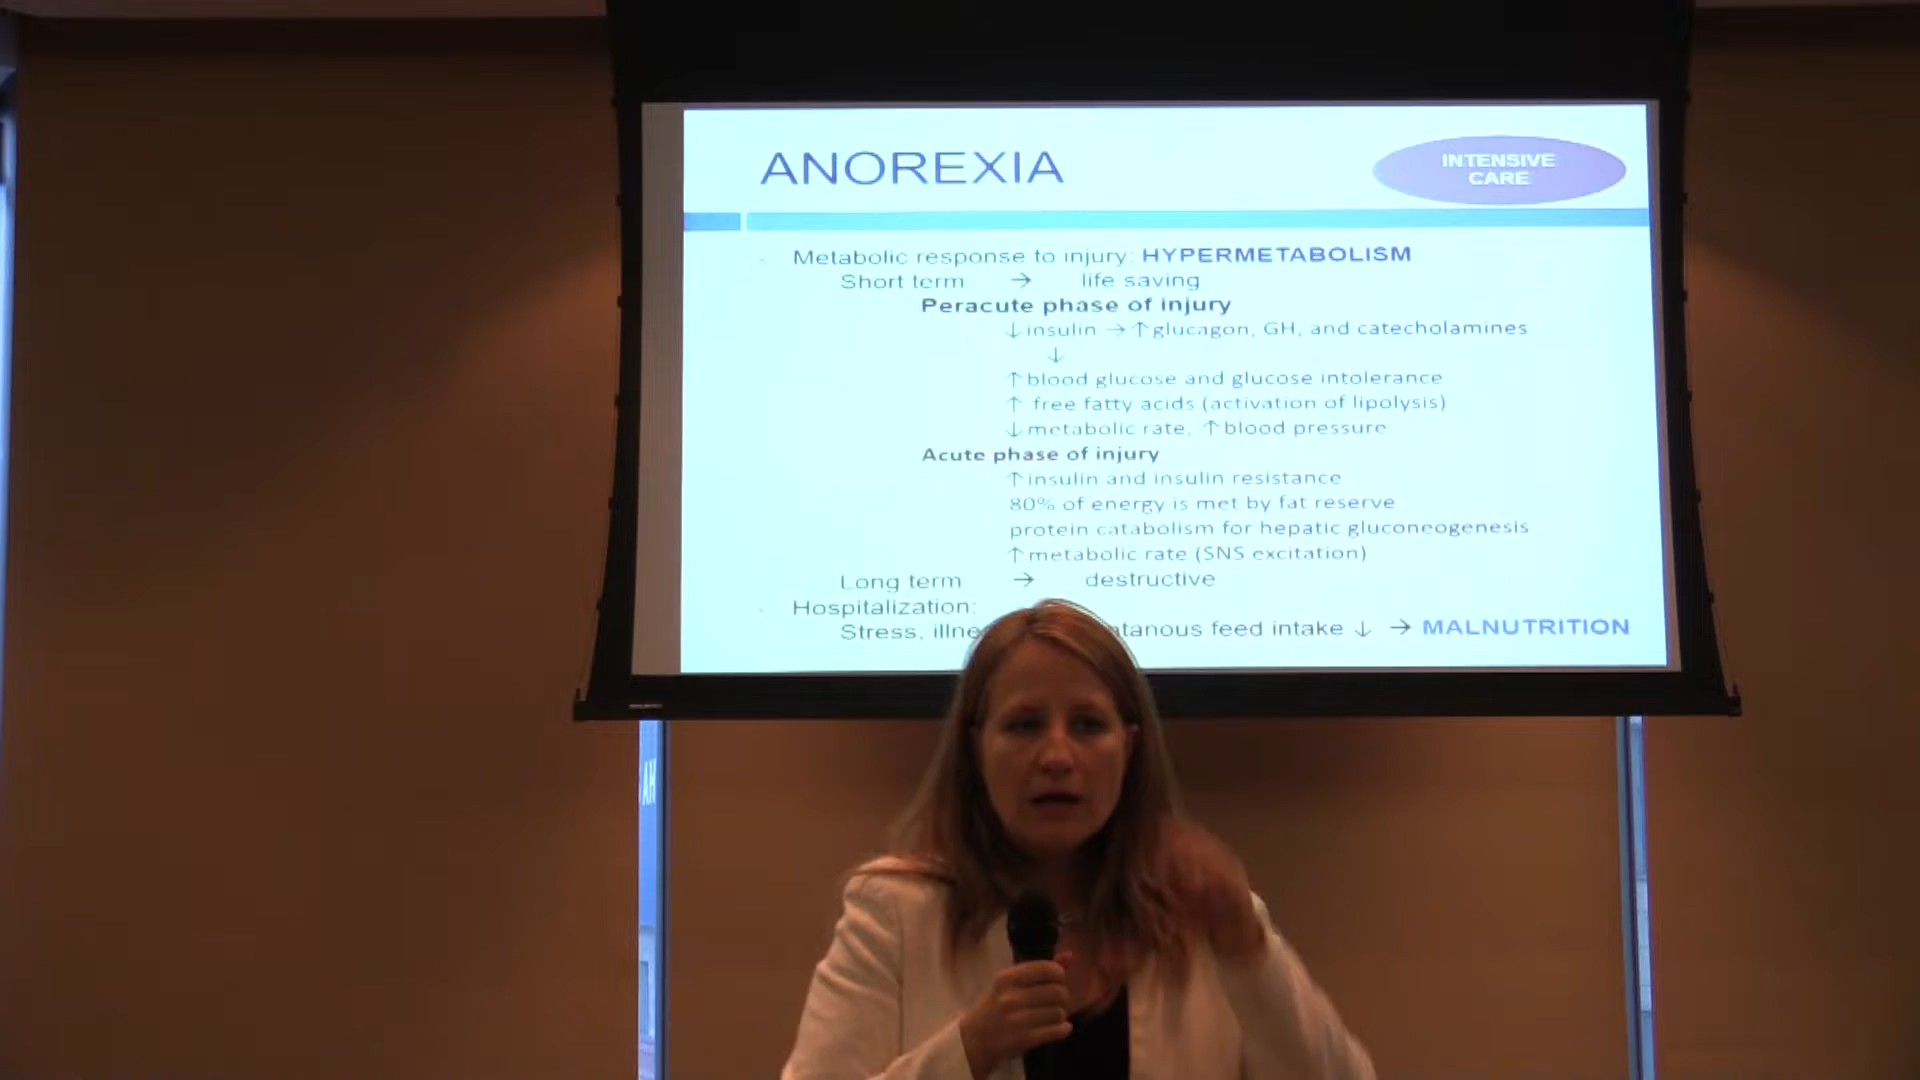 ANOREXIA
INTENSIVE
CARE
Metabolic response to injury: HYPERMETABOLISM
Short term → life saving
Peracute phase of injury
↓insulin →↑glucagon, GH, and catecholamines
↓
↑blood glucose and glucose intolerance
↑ free fatty acids (activation of lipolysis)
↓metabolic rate, ↑blood pressure
Acute phase of injury
↑insulin and insulin resistance
80% of energy is met by fat reserve
protein catabolism for hepatic gluconeogenesis
↑metabolic rate (SNS excitation)
Long term → destructive
Hospitalization:
Stress, feed intake ↓ → MALNUTRITION